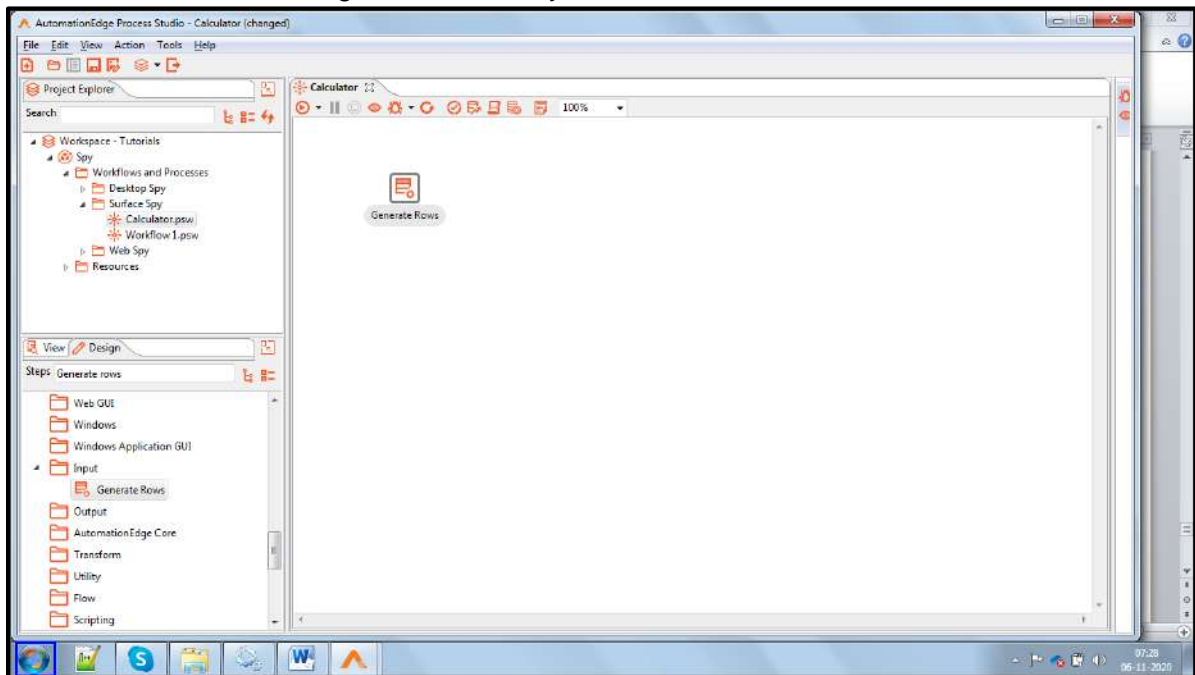 AutomationEdge Process Studio - Calculator (changed)
File Edit View Action Tools Help
Project Explorer
Search
Workspace - Tutorials
Spy
Workflows and Processes
Desktop Spy
Surface Spy
Calculator.psw
Workflow 1.psw
Web Spy
Resources
View Design
Steps Generate rows
Web GUI
Windows
Windows Application GUI
Input
Generate Rows
Output
AutomationEdge Core
Transform
Utility
Flow
Scripting
Calculator
100%
Generate Rows
07:28
06-11-2020